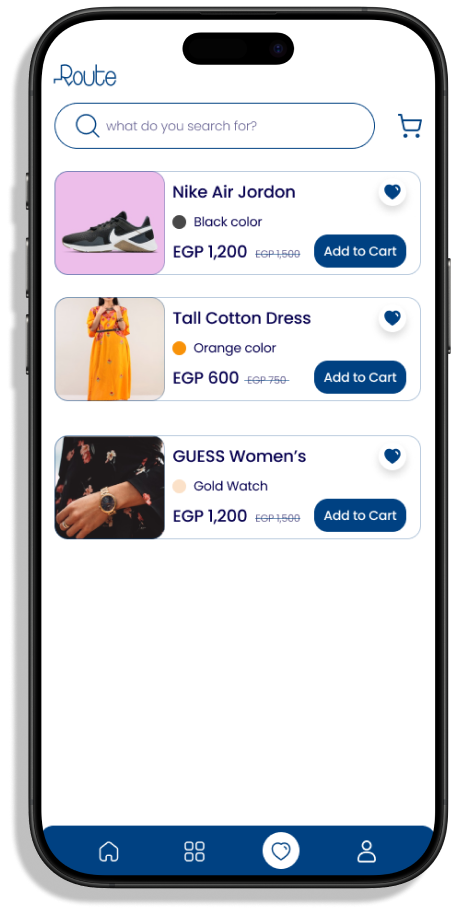 Route
what do you search for?
Nike Air Jordon
Black color
EGP 1,200 EGP 1,500 Add to Cart
Tall Cotton Dress
Orange color
EGP 600 EGP 750 Add to Cart
GUESS Women's
Gold Watch
EGP 1,200 EGP 1,500 Add to Cart